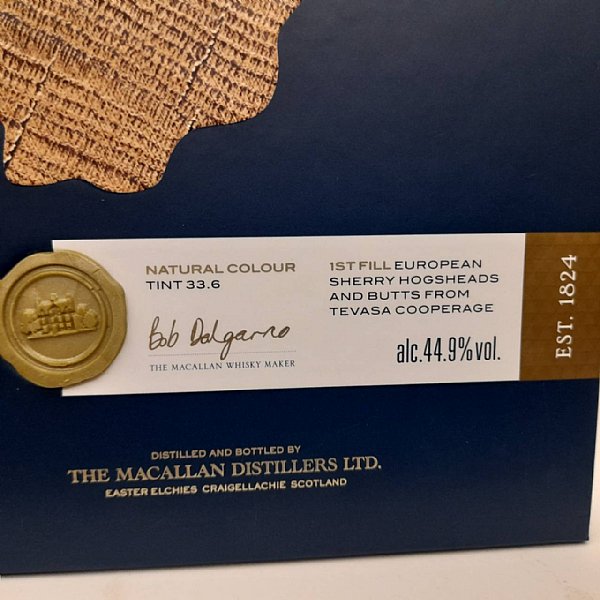 NATURAL COLOUR
TINT 33.6
Bob Dalgarno
THE MACALLAN WHISKY MAKER
1ST FILL EUROPEAN
SHERRY HOGSHEADS
AND BUTTS FROM
TEVASA COOPERAGE
alc.44.9%vol.
EST. 1824
DISTILLED AND BOTTLED BY
THE MACALLAN DISTILLERS LTD.
EASTER ELCHIES CRAIGELLACHIE SCOTLAND